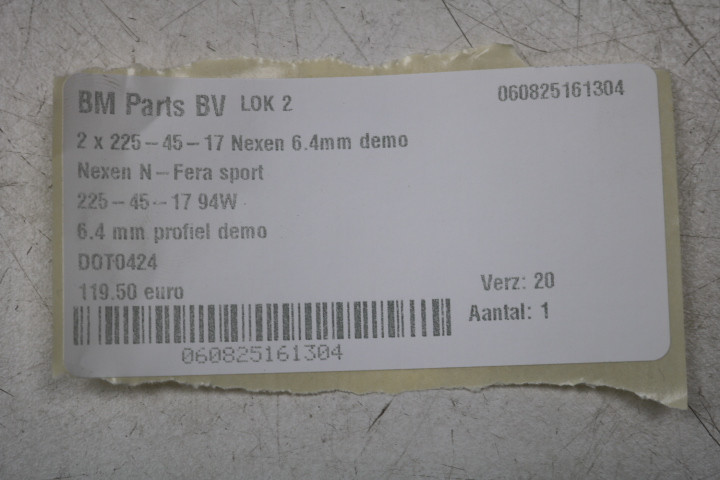 BM Parts BV LOK 2 060825161304
2 x 225-45-17 Nexen 6.4mm demo
Nexen N-Fera sport
225-45-17 94W
6.4 mm profiel demo
DOT0424
119.50 euro
Verz: 20
Aantal: 1
060825161304